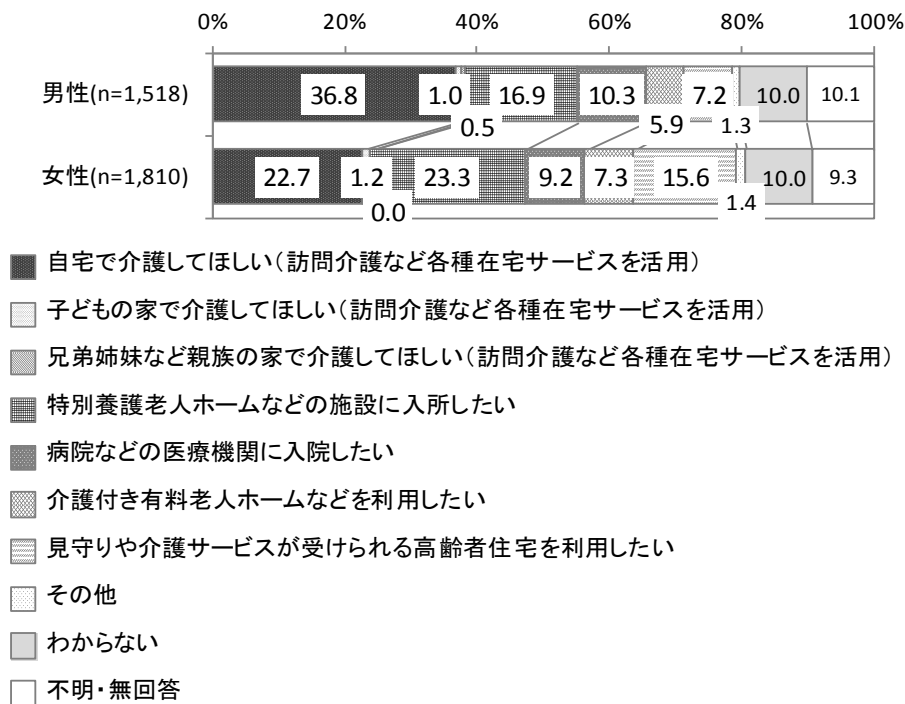 0% 20% 40% 60% 80% 100%
男性(n=1,518) 36.8 1.0 16.9 10.3 7.2 10.0 10.1
0.5 5.9 1.3
女性(n=1,810) 22.7 1.2 23.3 9.2 7.3 15.6 10.0 9.3
0.0 1.4
自宅で介護してほしい(訪問介護など各種在宅サービスを活用)
子どもの家で介護してほしい(訪問介護など各種在宅サービスを活用)
兄弟姉妹など親族の家で介護してほしい(訪問介護など各種在宅サービスを活用)
特別養護老人ホームなどの施設に入所したい
病院などの医療機関に入院したい
介護付き有料老人ホームなどを利用したい
見守りや介護サービスが受けられる高齢者住宅を利用したい
その他
わからない
不明・無回答